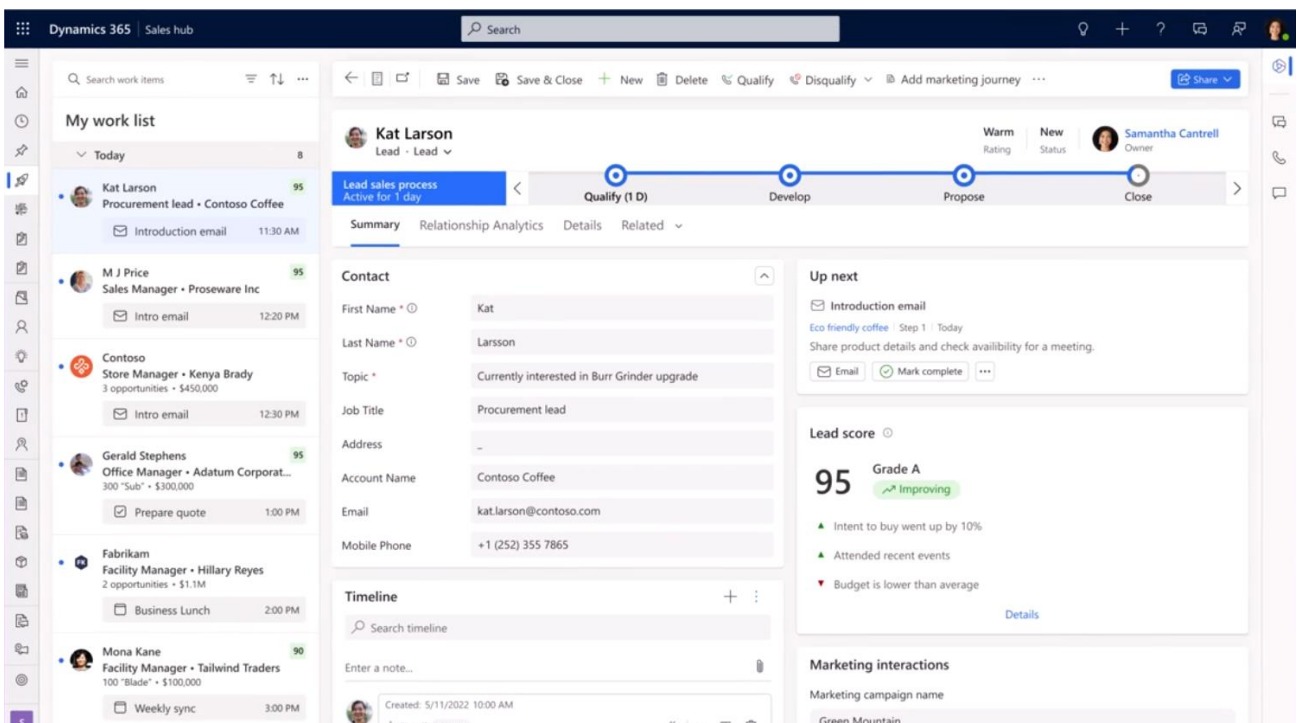 Dynamics 365 Sales hub
Search
Search work items
My work list
Today 8
Kat Larson 95
Procurement lead • Contoso Coffee
Introduction email 11:30 AM
M J Price 95
Sales Manager • Proseware Inc
Intro email 12:20 PM
Contoso
Store Manager • Kenya Brady
3 opportunities • $450,000
Intro email 12:30 PM
Gerald Stephens 95
Office Manager • Adatum Corporat...
300 "Sub" • $300,000
Prepare quote 1:00 PM
FK
Fabrikam
Facility Manager • Hillary Reyes
2 opportunities • $1.1M
Business Lunch 2:00 PM
Mona Kane 90
Facility Manager • Tailwind Traders
100 "Blade" • $100,000
Weekly sync 3:00 PM
Save Save & Close New Delete Qualify Disqualify Add marketing journey ... Share
Kat Larson
Lead · Lead
Warm New Samantha Cantrell
Rating Status Owner
Lead sales process
Active for 1 day
Qualify (1 D) Develop Propose Close
Summary Relationship Analytics Details Related
Contact
First Name * Kat
Last Name * Larsson
Topic * Currently interested in Burr Grinder upgrade
Job Title Procurement lead
Address _
Account Name Contoso Coffee
Email kat.larson@contoso.com
Mobile Phone +1 (252) 355 7865
Timeline
Search timeline
Enter a note...
Created: 5/11/2022 10:00 AM
Up next
Introduction email
Eco friendly coffee Step 1 Today
Share product details and check availibility for a meeting.
Email Mark complete ...
Lead score
95 Grade A
Improving
Intent to buy went up by 10%
Attended recent events
Budget is lower than average
Details
Marketing interactions
Marketing campaign name
Green Mountain